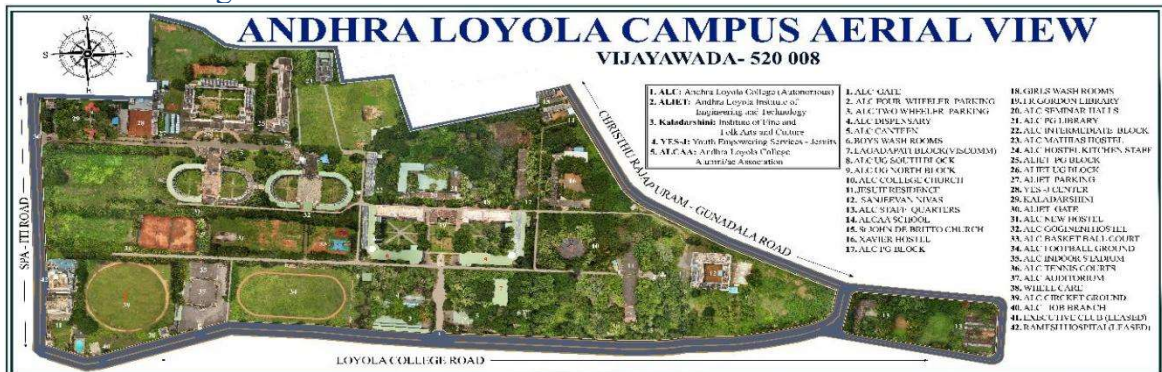 ANDHRA LOYOLA CAMPUS AERIAL VIEW
VIJAYAWADA- 520 008
1. ALC: Andhra Loyola College (Autonomous)
2. ALIET: Andhra Loyola Institute of
Engineering and Technology
3. Kaladarshini: Institute of Fine and
Folk Arts and Culture
4. YES-J: Youth Empowering Services - Jesuits
5. ALCAA: Andhra Loyola College
Alumni/ae Association
1. ALC GATE
2. ALC FOUR WHEELER PARKING
3. ALC TWO WHEELER PARKING
4. ALC DISPENSARY
5. ALC CANTEEN
6. BOYS WASH ROOMS
7. LAGADAPATI BLOCK(VISCOMM)
8. ALC UG SOUTH BLOCK
9. ALC UG NORTH BLOCK
10. ALC COLLEGE CHURCH
11. JESUIT RESIDENCE
12. SANJEEVAN NIVAS
13. ALC STAFF QUARTERS
14. ALCAA SCHOOL
15. St JOHN DE BRITTO CHURCH
16. XAVIER HOSTEL
17. ALC PG BLOCK
18. GIRLS WASH ROOMS
19. FR GORDON LIBRARY
20. ALC SEMINAR HALLS
21. ALC PG LIBRARY
22. ALC INTERMEDIATE BLOCK
23. ALC MATHIAS HOSTEL
24. ALC HOSTEL KITCHEN STAFF
25. ALIET PG BLOCK
26. ALIET UG BLOCK
27. ALIET PARKING
28. YES -J CENTER
29. KALADARSHINI
30. ALIET GATE
31. ALC NEW HOSTEL
32. ALC GOGINENI HOSTEL
33. ALC BASKET BALL COURT
34. ALC FOOTBALL GROUND
35. ALC INDOOR STADIUM
36. ALC TENNIS COURTS
37. ALC AUDITORIUM
38. WHEEL CARE
39. ALC CIRCKET GROUND
40. ALC IOB BRANCH
41. EXECUTIVE CLUB (LEASED)
42. RAMESH HOSPITAL(LEASED)
CHRISTHU RAJAPURAM - GUNADALA ROAD
SPA - ITI ROAD
LOYOLA COLLEGE ROAD